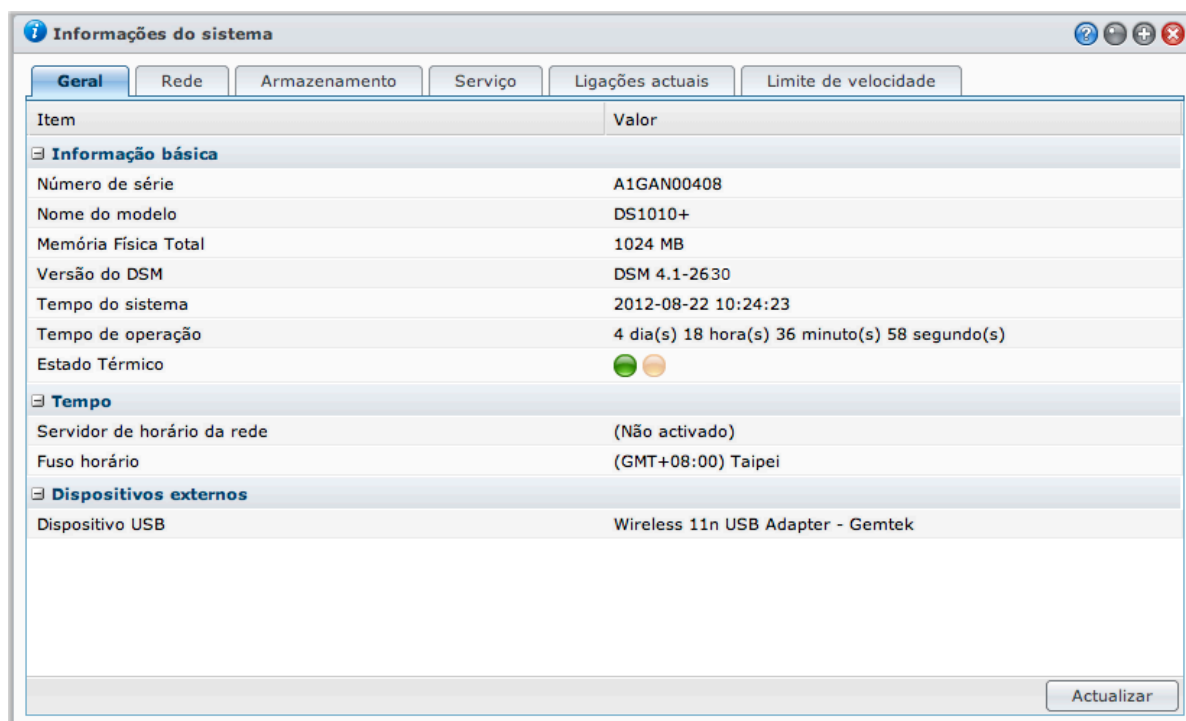 Informações do sistema
Geral Rede Armazenamento Serviço Ligações actuais Limite de velocidade
Item Valor
Informação básica
Número de série A1GAN00408
Nome do modelo DS1010+
Memória Física Total 1024 MB
Versão do DSM DSM 4.1-2630
Tempo do sistema 2012-08-22 10:24:23
Tempo de operação 4 dia(s) 18 hora(s) 36 minuto(s) 58 segundo(s)
Estado Térmico
Tempo
Servidor de horário da rede (Não activado)
Fuso horário (GMT+08:00) Taipei
Dispositivos externos
Dispositivo USB Wireless 11n USB Adapter - Gemtek
Actualizar